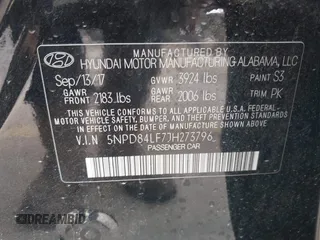 MANUFACTURED BY
HYUNDAI MOTOR MANUFACTURING ALABAMA, LLC
Sep/13/17 GVWR 3924 lbs PAINT S3
GAWR FRONT 2183 lbs GAWR REAR 2006 lbs TRIM PK
THIS VEHICLE CONFORMS TO ALL APPLICABLE
U.S. FEDERAL MOTOR VEHICLE SAFETY, BUMPER,
AND THEFT PREVENTION STANDARDS IN EFFECT
ON THE DATE OF MANUFACTURE SHOWN ABOVE.
V.I.N 5NPD84LF7JH273796
PASSENGER CAR
DREAMBID